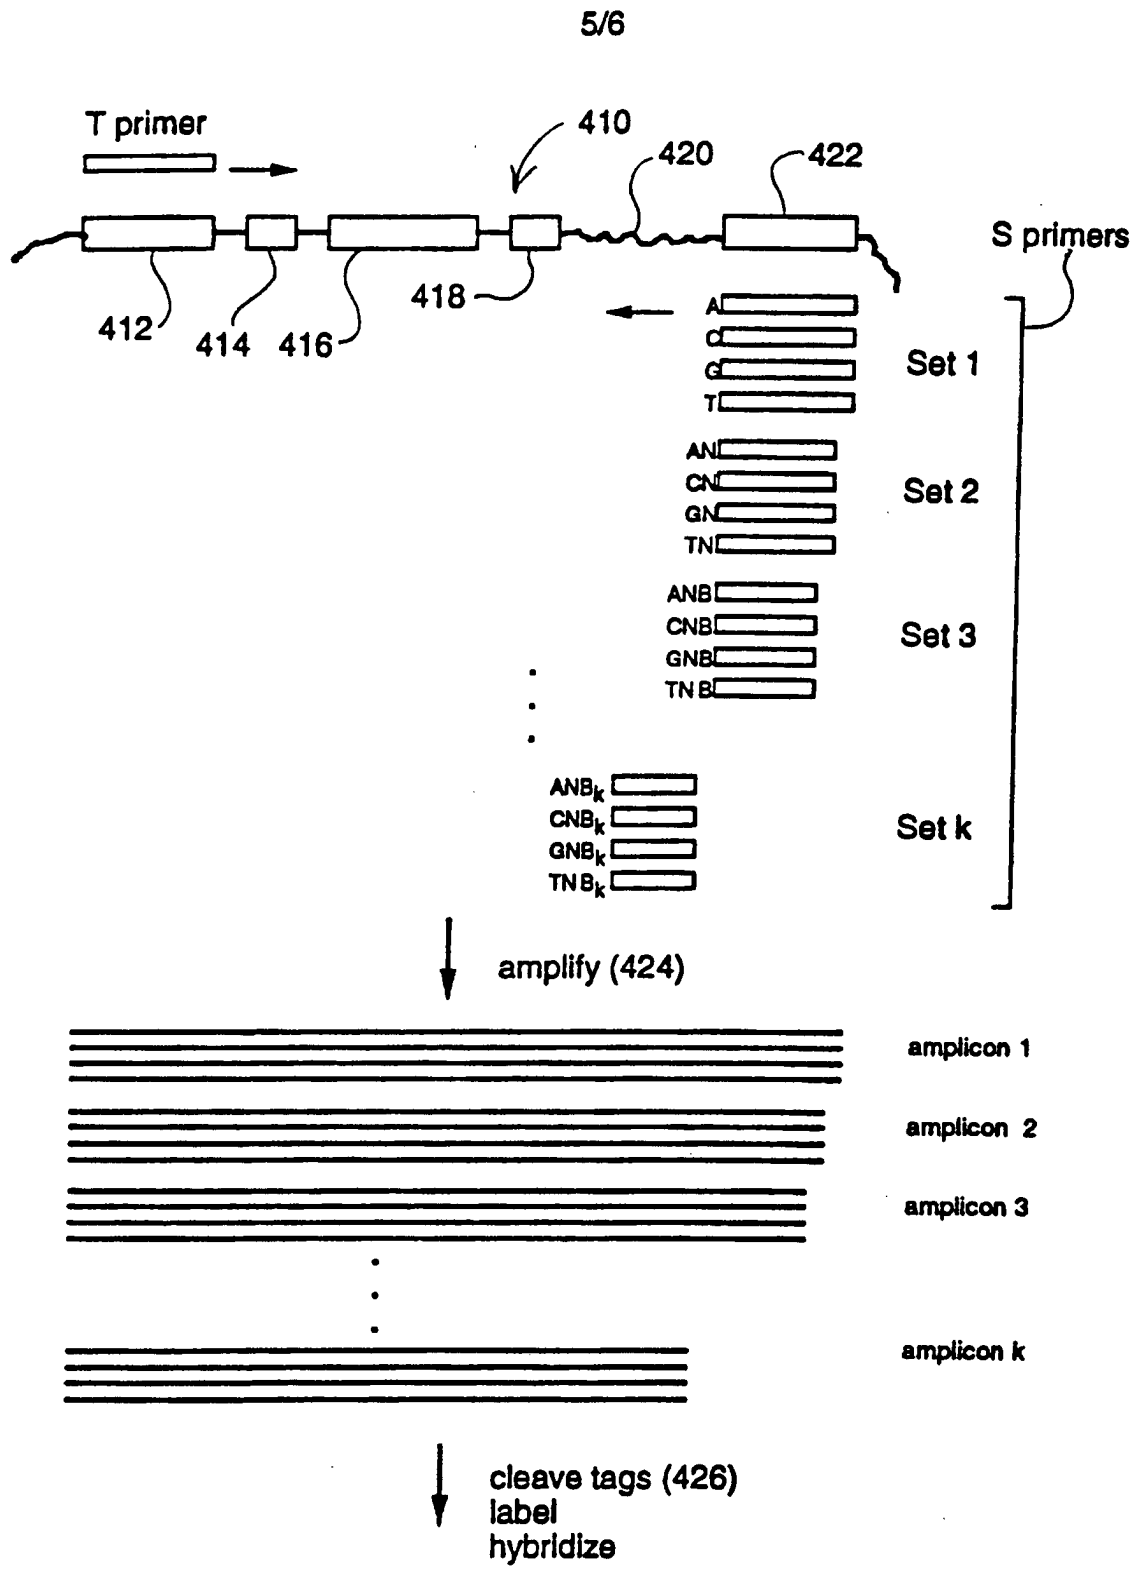 5/6
T primer
410
420
422
S primers
412
414
416
418
A
C
G
T
Set 1
AN
CN
GN
TN
Set 2
ANB
CNB
GNB
TN B
Set 3
ANBk
CNBk
GNBk
TN Bk
Set k
amplify (424)
amplicon 1
amplicon 2
amplicon 3
amplicon k
cleave tags (426)
label
hybridize